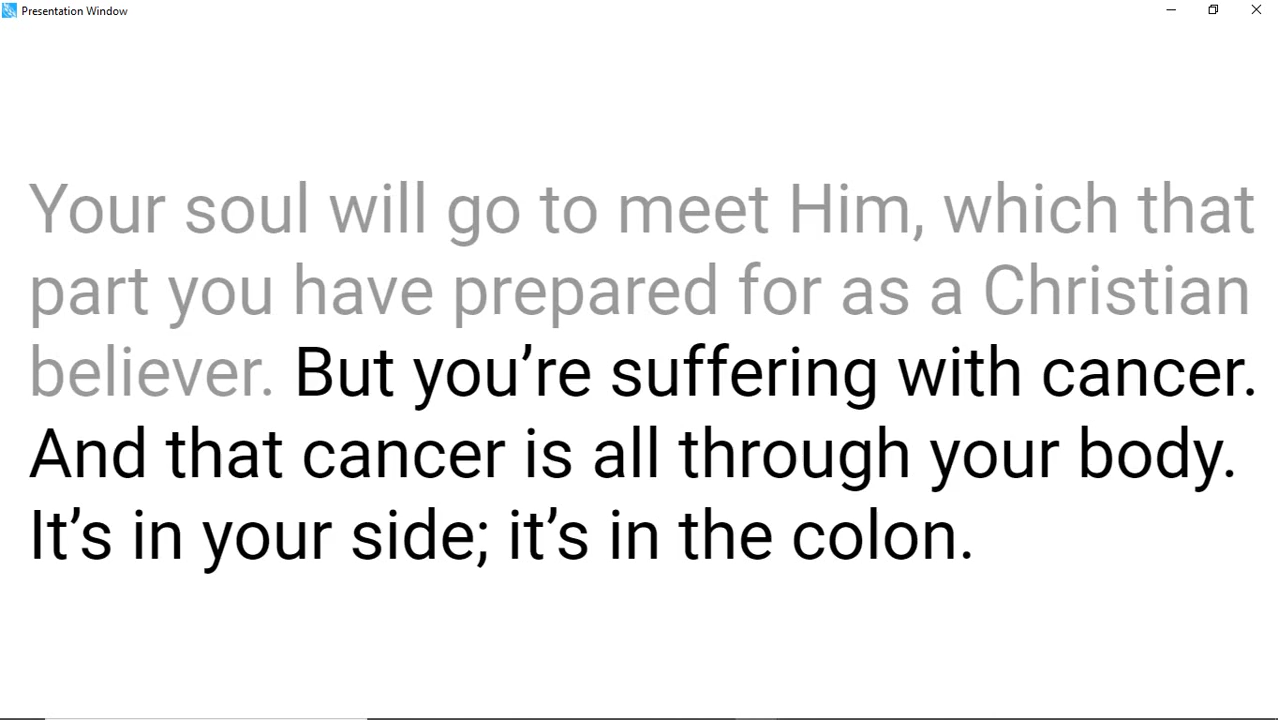 Presentation Window
Your soul will go to meet Him, which that
part you have prepared for as a Christian
believer. But you’re suffering with cancer.
And that cancer is all through your body.
It’s in your side; it’s in the colon.